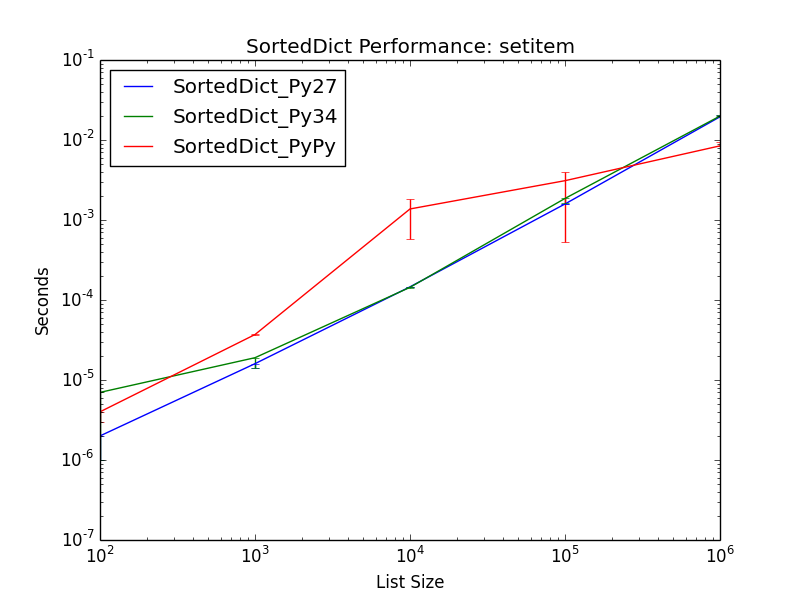 SortedDict Performance: setitem
SortedDict_Py27
SortedDict_Py34
SortedDict_PyPy
10^-1
10^-2
10^-3
10^-4
10^-5
10^-6
10^-7
Seconds
10^2 10^3 10^4 10^5 10^6
List Size